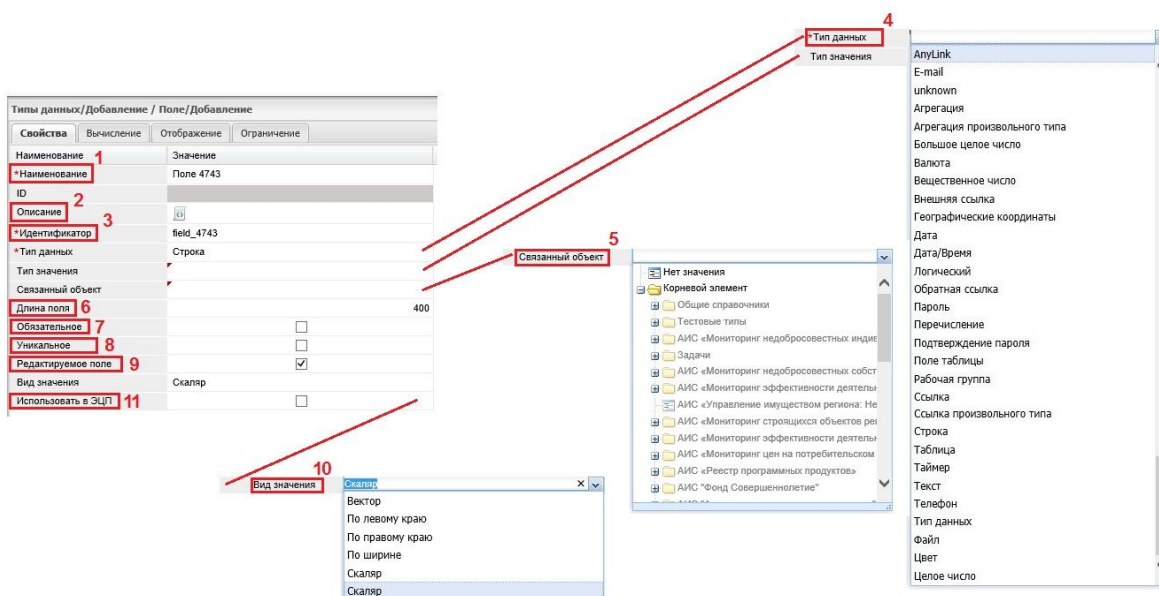 Типы данных/Добавление / Поле/Добавление
Свойства Вычисление Отображение Ограничение
Наименование 1 Значение
*Наименование Поле 4743
ID
2
Описание
3
*Идентификатор field_4743
*Тип данных Строка
Тип значения
Связанный объект
Длина поля 6 400
Обязательное 7
Уникальное 8
Редактируемое поле 9
Вид значения Скаляр
Использовать в ЭЦП 11
4
*Тип данных
Тип значения
AnyLink
E-mail
unknown
Агрегация
Агрегация произвольного типа
Большое целое число
Валюта
Вещественное число
Внешняя ссылка
Географические координаты
Дата
Дата/Время
Логический
Обратная ссылка
Пароль
Перечисление
Подтверждение пароля
Поле таблицы
Рабочая группа
Ссылка
Ссылка произвольного типа
Строка
Таблица
Таймер
Текст
Телефон
Тип данных
Файл
Цвет
Целое число
5
Связанный объект
Нет значения
Корневой элемент
Общие справочники
Тестовые типы
АИС «Мониторинг недобросовестных индив
Задачи
АИС «Мониторинг недобросовестных собст
АИС «Мониторинг эффективности деятельн
АИС «Управление имуществом региона: Не
АИС «Мониторинг строящихся объектов рег
АИС «Мониторинг эффективности деятельн
АИС «Мониторинг цен на потребительском
АИС «Реестр программных продуктов»
АИС "Фонд Совершеннолетие"
10
Вид значения Скаляр
Вектор
По левому краю
По правому краю
По ширине
Скаляр
Скаляр